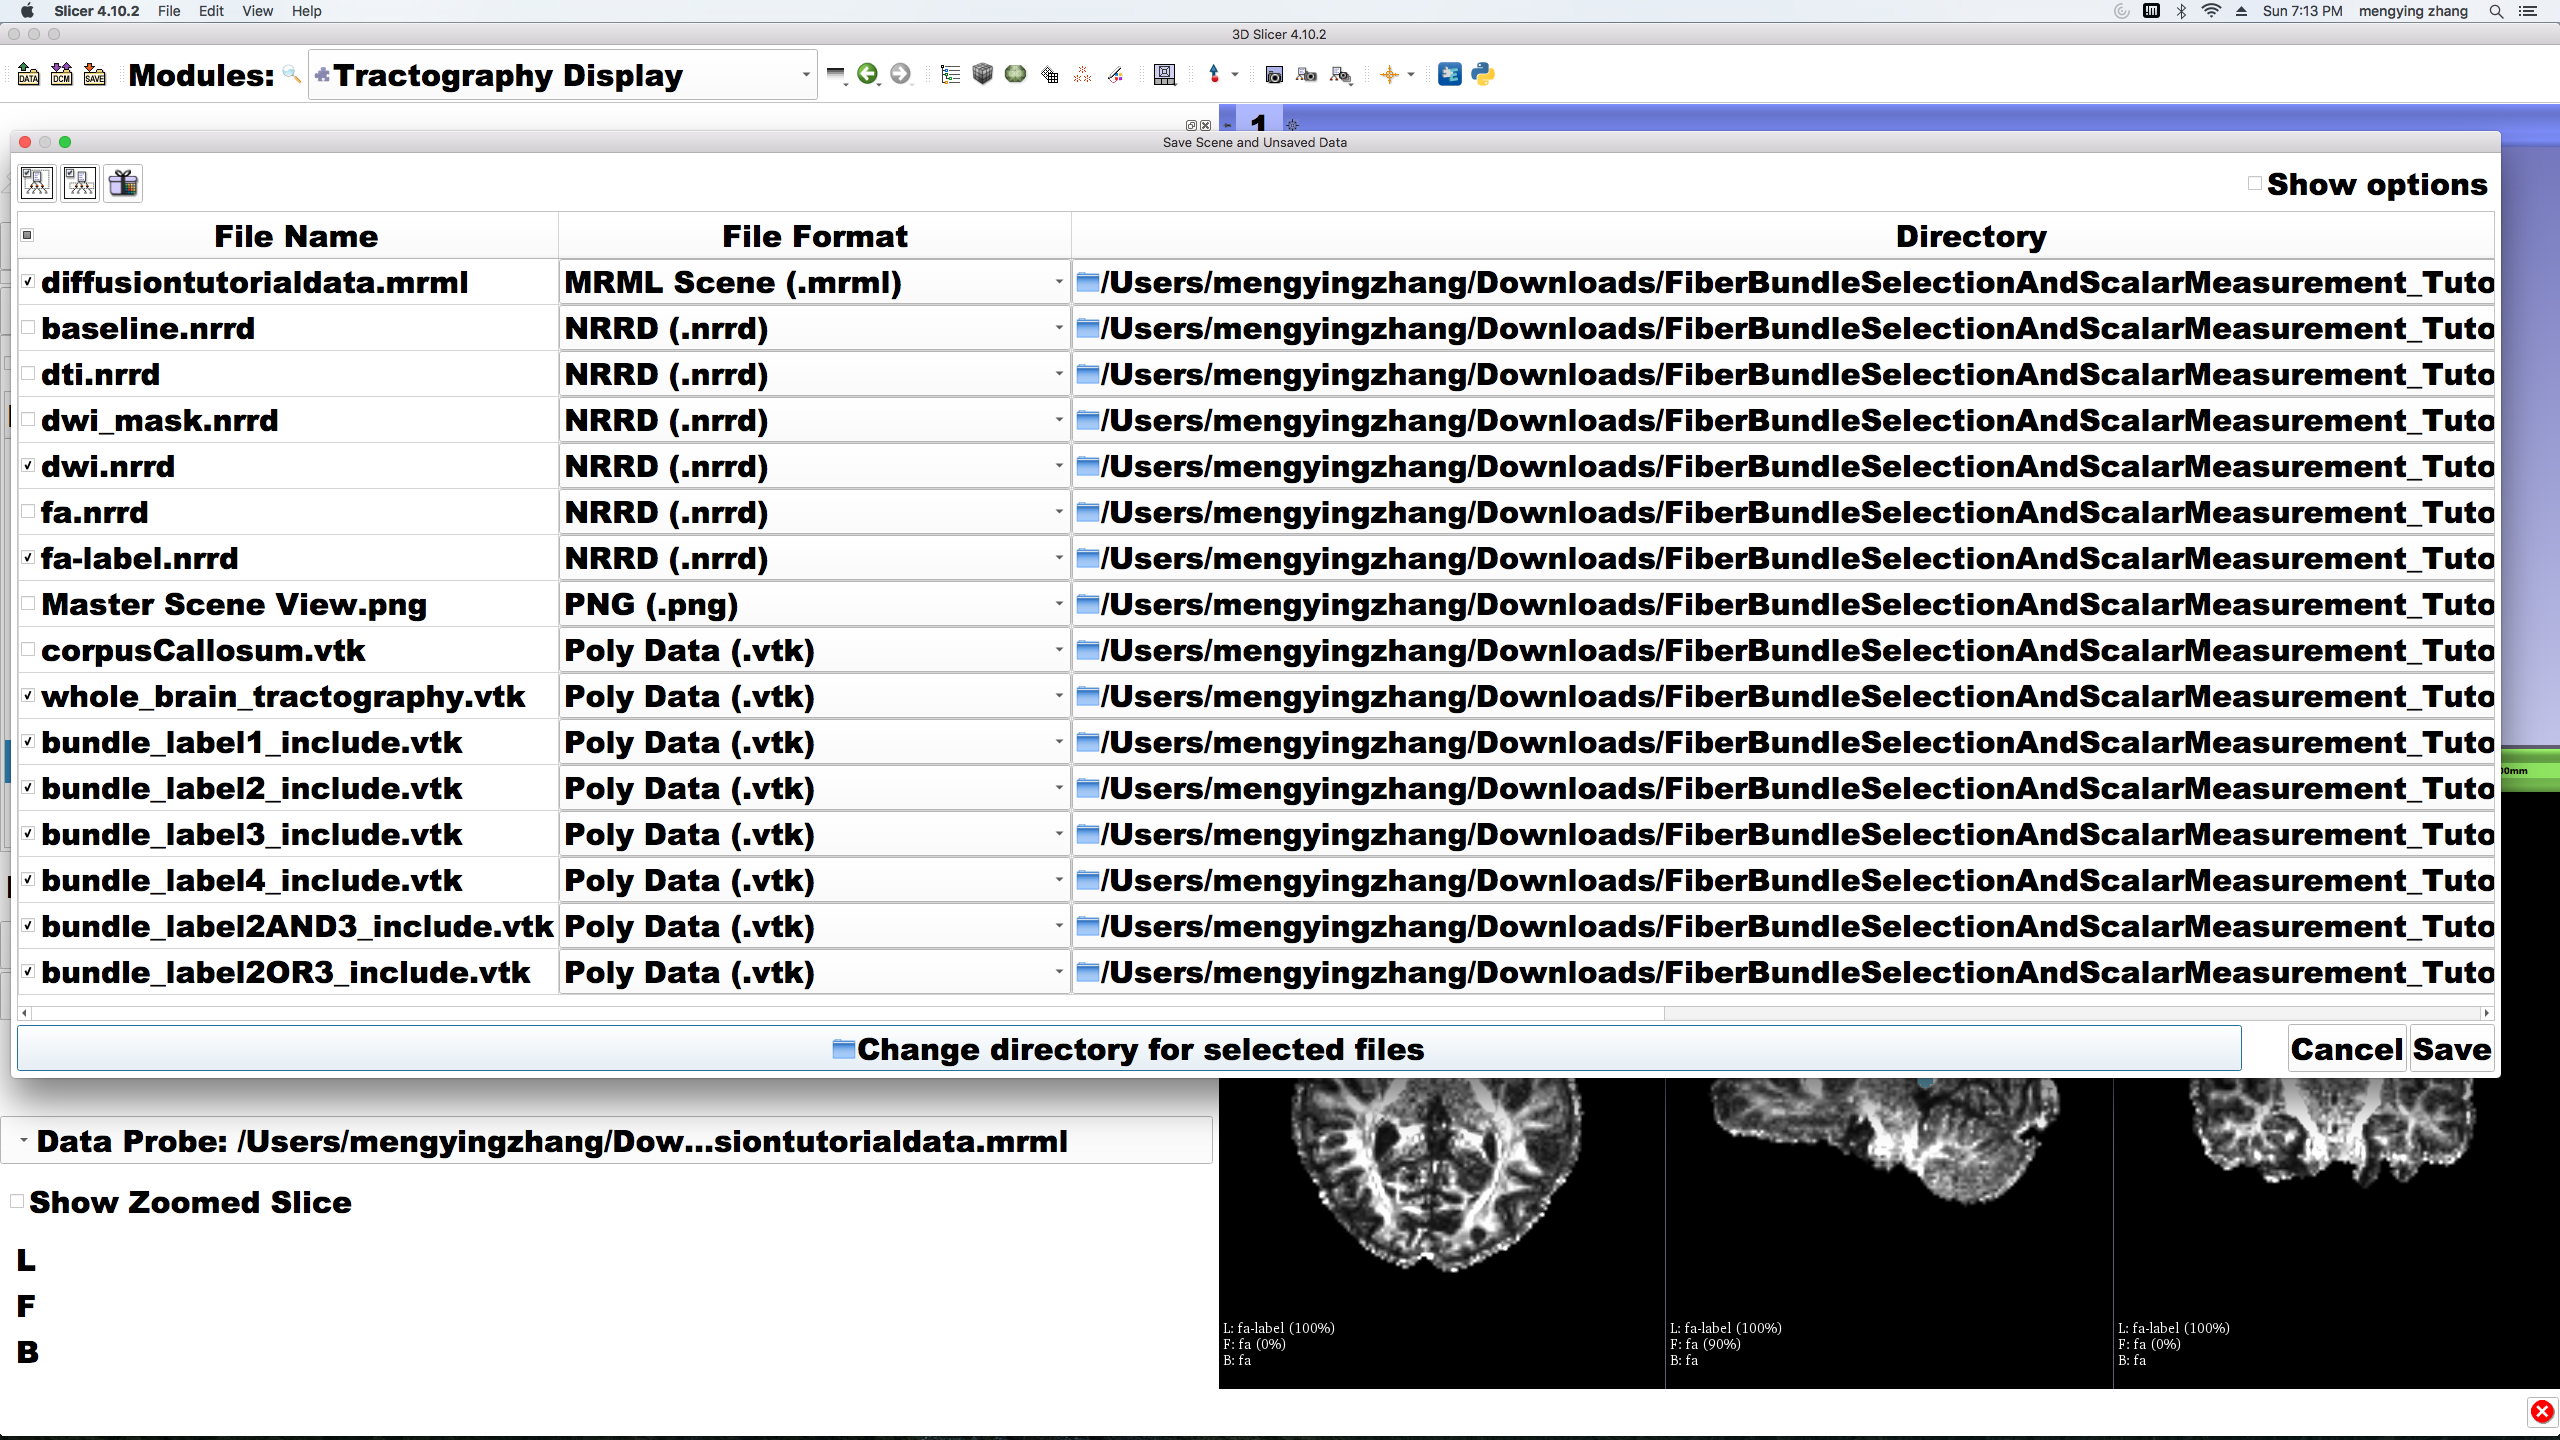 Slicer 4.10.2 File Edit View Help Sun 7:13 PM mengying zhang
3D Slicer 4.10.2
DATA DCM SAVE Modules: Tractography Display
1
Save Scene and Unsaved Data
Show options
File Name File Format Directory
diffusiontutorialdata.mrml MRML Scene (.mrml) /Users/mengyingzhang/Downloads/FiberBundleSelectionAndScalarMeasurement_Tuto
baseline.nrrd NRRD (.nrrd) /Users/mengyingzhang/Downloads/FiberBundleSelectionAndScalarMeasurement_Tuto
dti.nrrd NRRD (.nrrd) /Users/mengyingzhang/Downloads/FiberBundleSelectionAndScalarMeasurement_Tuto
dwi_mask.nrrd NRRD (.nrrd) /Users/mengyingzhang/Downloads/FiberBundleSelectionAndScalarMeasurement_Tuto
dwi.nrrd NRRD (.nrrd) /Users/mengyingzhang/Downloads/FiberBundleSelectionAndScalarMeasurement_Tuto
fa.nrrd NRRD (.nrrd) /Users/mengyingzhang/Downloads/FiberBundleSelectionAndScalarMeasurement_Tuto
fa-label.nrrd NRRD (.nrrd) /Users/mengyingzhang/Downloads/FiberBundleSelectionAndScalarMeasurement_Tuto
Master Scene View.png PNG (.png) /Users/mengyingzhang/Downloads/FiberBundleSelectionAndScalarMeasurement_Tuto
corpusCallosum.vtk Poly Data (.vtk) /Users/mengyingzhang/Downloads/FiberBundleSelectionAndScalarMeasurement_Tuto
whole_brain_tractography.vtk Poly Data (.vtk) /Users/mengyingzhang/Downloads/FiberBundleSelectionAndScalarMeasurement_Tuto
bundle_label1_include.vtk Poly Data (.vtk) /Users/mengyingzhang/Downloads/FiberBundleSelectionAndScalarMeasurement_Tuto
bundle_label2_include.vtk Poly Data (.vtk) /Users/mengyingzhang/Downloads/FiberBundleSelectionAndScalarMeasurement_Tuto
bundle_label3_include.vtk Poly Data (.vtk) /Users/mengyingzhang/Downloads/FiberBundleSelectionAndScalarMeasurement_Tuto
bundle_label4_include.vtk Poly Data (.vtk) /Users/mengyingzhang/Downloads/FiberBundleSelectionAndScalarMeasurement_Tuto
bundle_label2AND3_include.vtk Poly Data (.vtk) /Users/mengyingzhang/Downloads/FiberBundleSelectionAndScalarMeasurement_Tuto
bundle_label2OR3_include.vtk Poly Data (.vtk) /Users/mengyingzhang/Downloads/FiberBundleSelectionAndScalarMeasurement_Tuto
Change directory for selected files Cancel Save
Data Probe: /Users/mengyingzhang/Dow...siontutorialdata.mrml
Show Zoomed Slice
L
F
B
L: fa-label (100%)
F: fa (0%)
B: fa
L: fa-label (100%)
F: fa (90%)
B: fa
L: fa-label (100%)
F: fa (0%)
B: fa